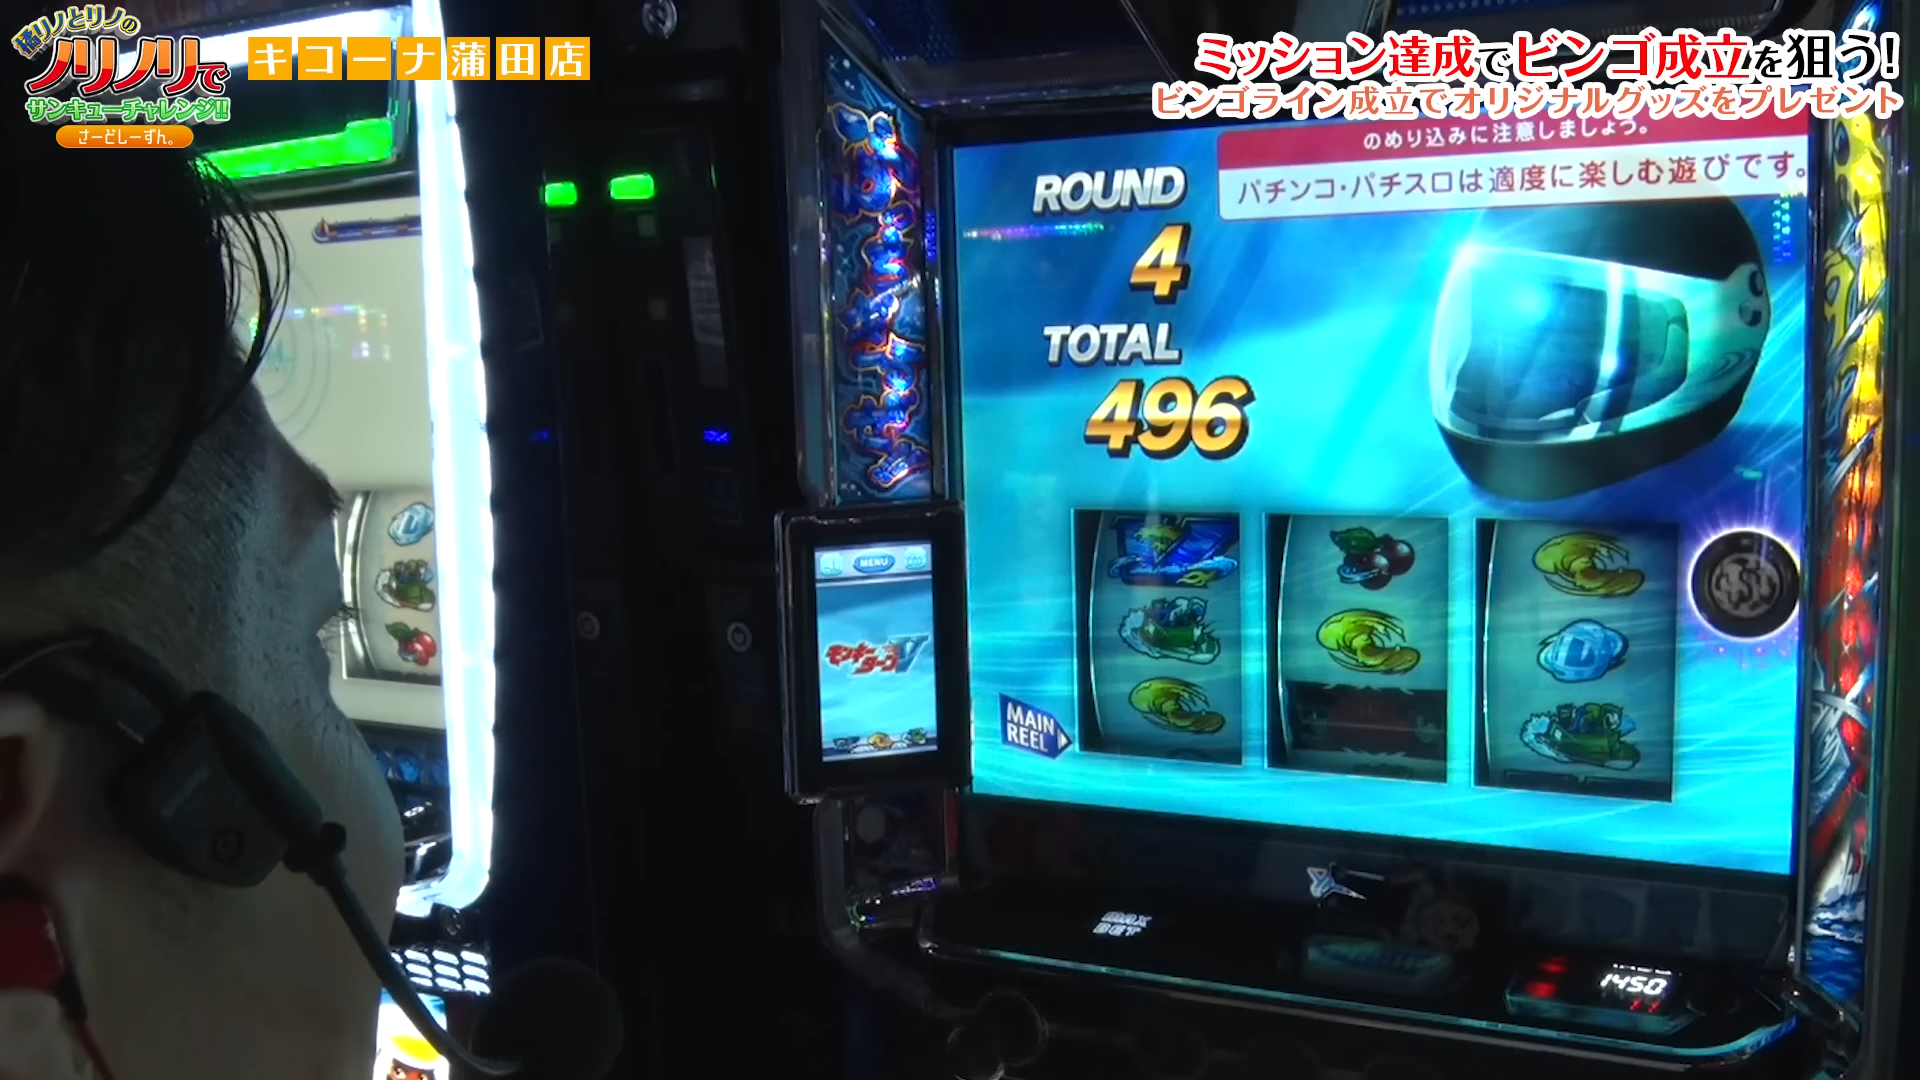 橘リノとリノの
ノリノリで
サンキューチャレンジ!!
さーどしーずん。
キコーナ蒲田店
ミッション達成でビンゴ成立を狙う!
ビンゴライン成立でオリジナルグッズをプレゼント
のめり込みに注意しましょう。
パチンコ・パチスロは適度に楽しむ遊びです。
ROUND
4
TOTAL
496
MENU
モンキーターンV
MAIN
REEL
MAX
BET
1450